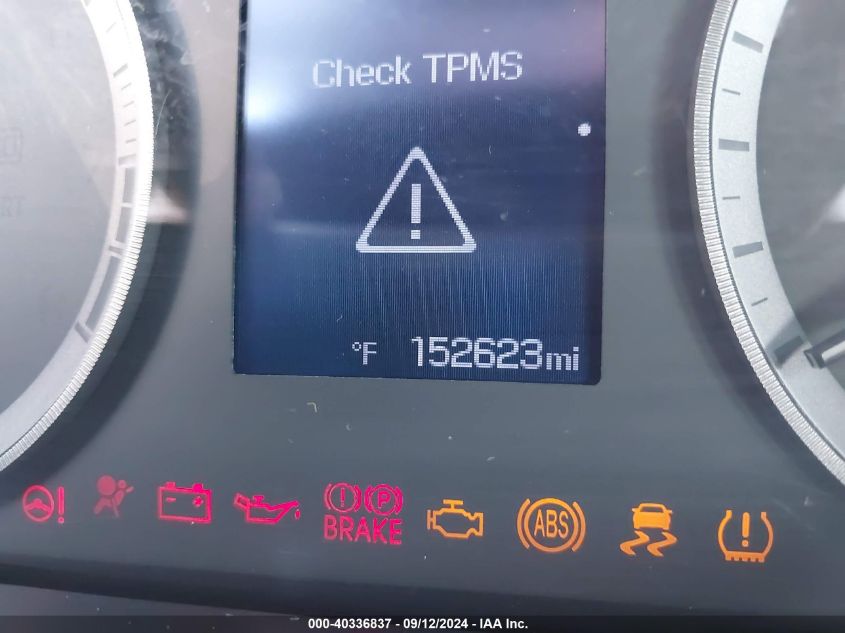 Check TPMS
°F 152623mi
BRAKE
ABS
000-40336837 - 09/12/2024 - IAA Inc.